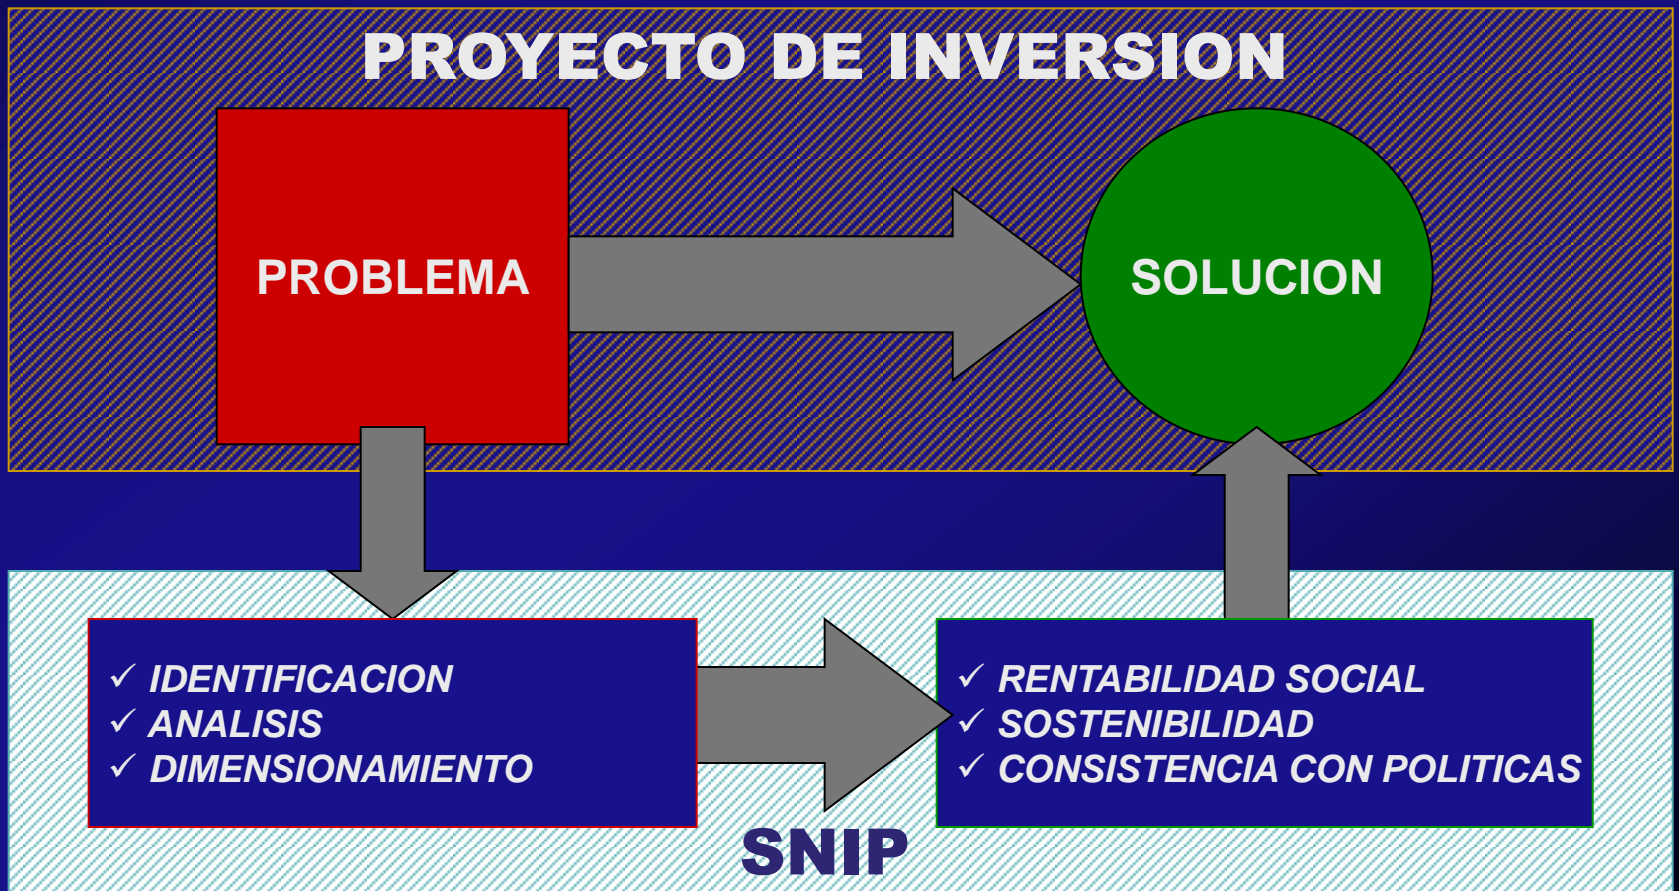 PROYECTO DE INVERSION
PROBLEMA
SOLUCION
✓ IDENTIFICACION
✓ ANALISIS
✓ DIMENSIONAMIENTO
✓ RENTABILIDAD SOCIAL
✓ SOSTENIBILIDAD
✓ CONSISTENCIA CON POLITICAS
SNIP